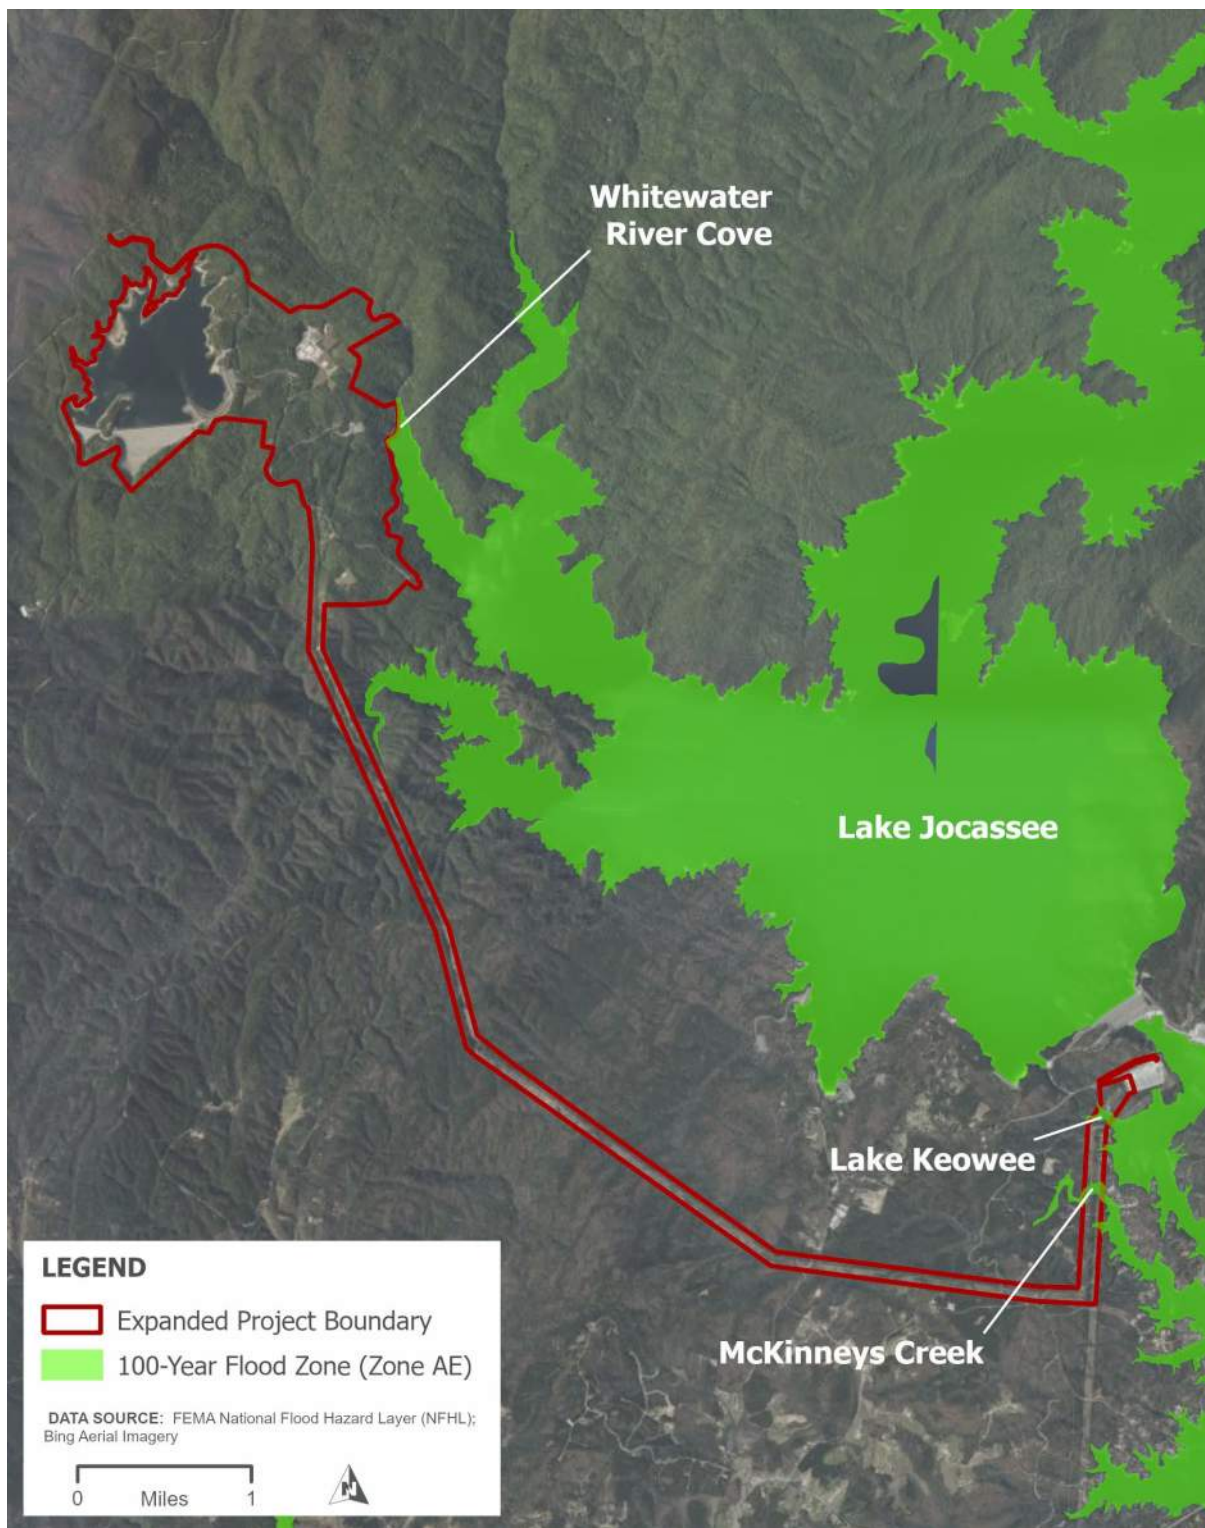 Whitewater
River Cove
Lake Jocassee
Lake Keowee
McKinneys Creek
LEGEND
Expanded Project Boundary
100-Year Flood Zone (Zone AE)
DATA SOURCE: FEMA National Flood Hazard Layer (NFHL);
Bing Aerial Imagery
0 Miles 1
N